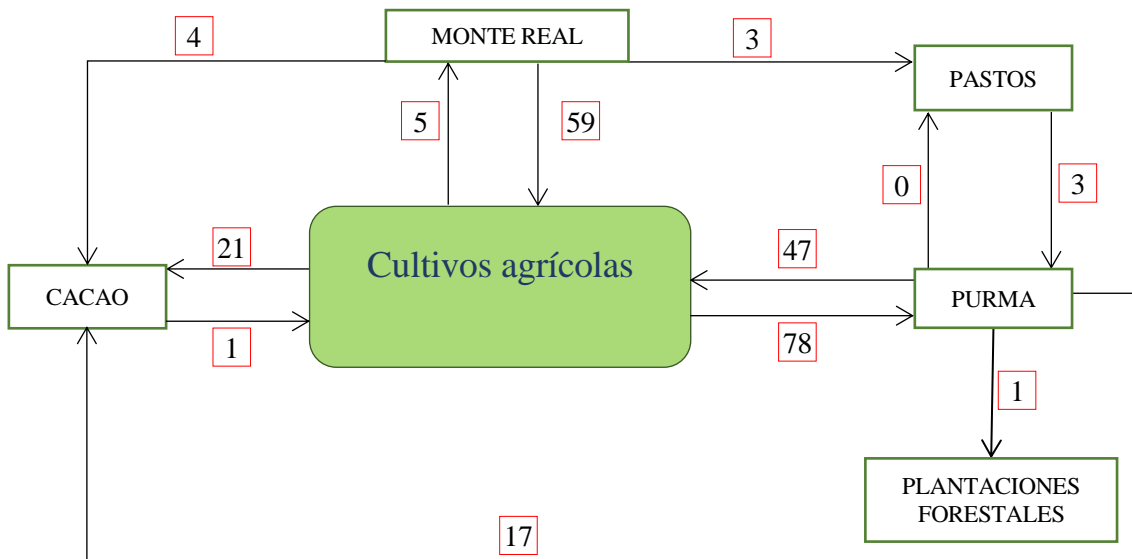 4
MONTE REAL
3
PASTOS
5
59
0
3
21
Cultivos agrícolas
47
CACAO
PURMA
1
78
1
PLANTACIONES
FORESTALES
17